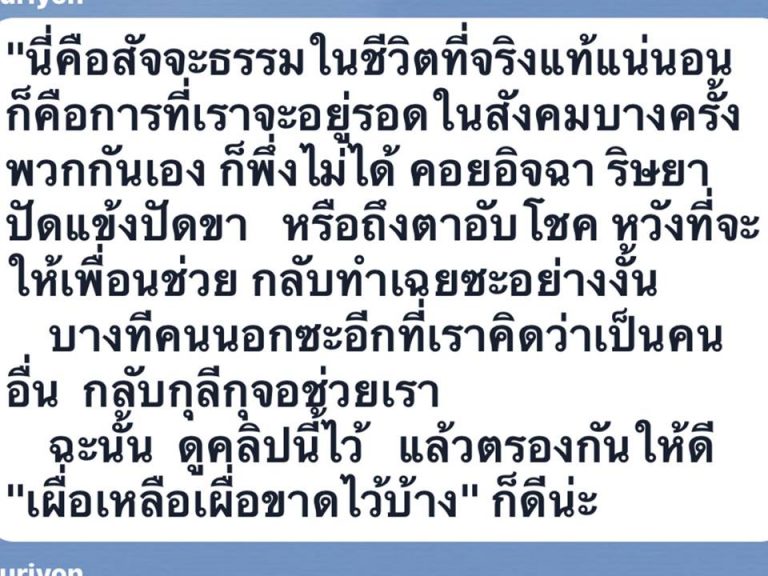 "นี่คือสัจจะธรรมในชีวิตที่จริงแท้แน่นอน
ก็คือการที่เราจะอยู่รอดในสังคมบางครั้ง
พวกกันเอง ก็พึ่งไม่ได้ คอยอิจฉา ริษยา
ปัดแข้งปัดขา หรือถึงตาอับโชค หวังที่จะ
ให้เพื่อนช่วย กลับทำเฉยซะอย่างงั้น
บางทีคนนอกซะอีกที่เราคิดว่าเป็นคน
อื่น กลับกุลีกุจอช่วยเรา
ฉะนั้น ดูคลิปนี้ไว้ แล้วตรองกันให้ดี
"เผื่อเหลือเผื่อขาดไว้บ้าง" ก็ดีน่ะ